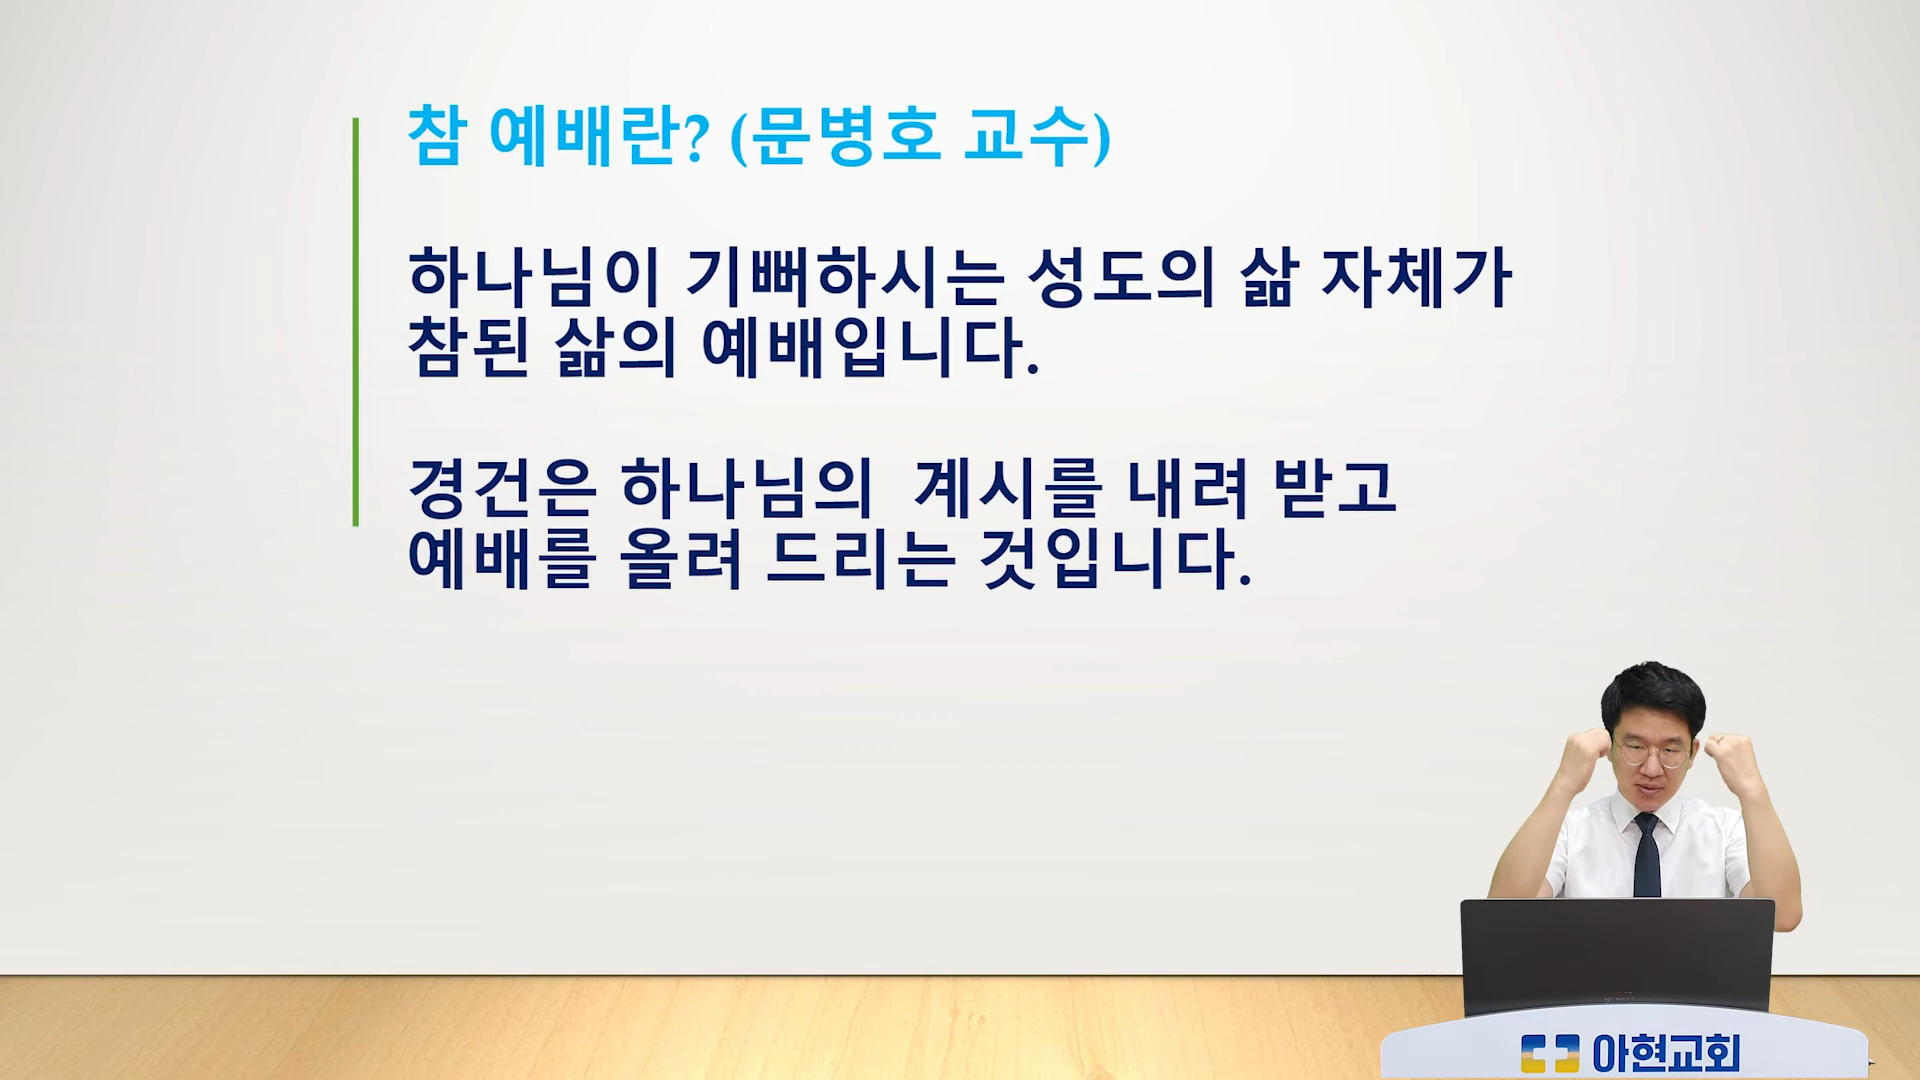 참 예배란? (문병호 교수)
하나님이 기뻐하시는 성도의 삶 자체가
참된 삶의 예배입니다.
경건은 하나님의 계시를 내려 받고
예배를 올려 드리는 것입니다.
아현교회